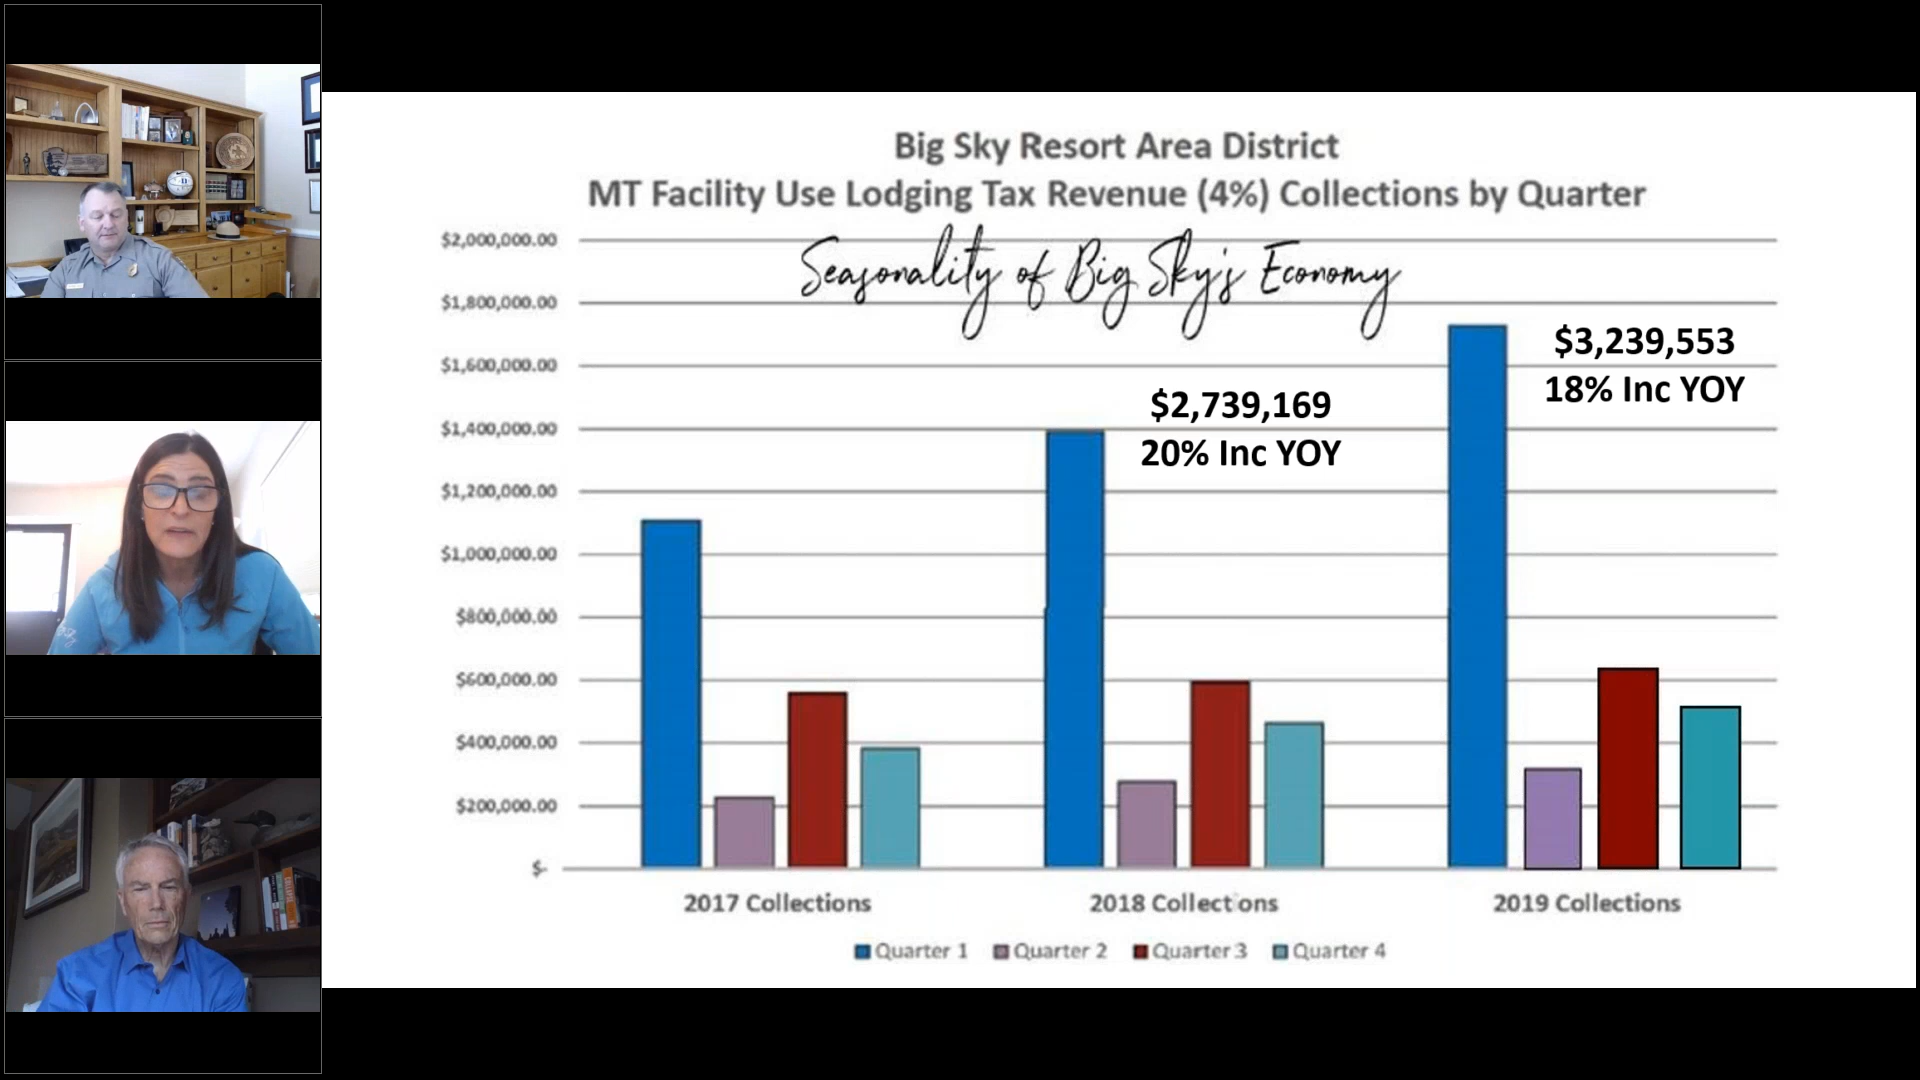 Big Sky Resort Area District
MT Facility Use Lodging Tax Revenue (4%) Collections by Quarter
Seasonality of Big Sky's Economy
$2,000,000.00
$1,800,000.00
$1,600,000.00
$1,400,000.00
$1,200,000.00
$1,000,000.00
$800,000.00
$600,000.00
$400,000.00
$200,000.00
$-
$2,739,169
20% Inc YOY
$3,239,553
18% Inc YOY
2017 Collections
2018 Collections
2019 Collections
Quarter 1
Quarter 2
Quarter 3
Quarter 4